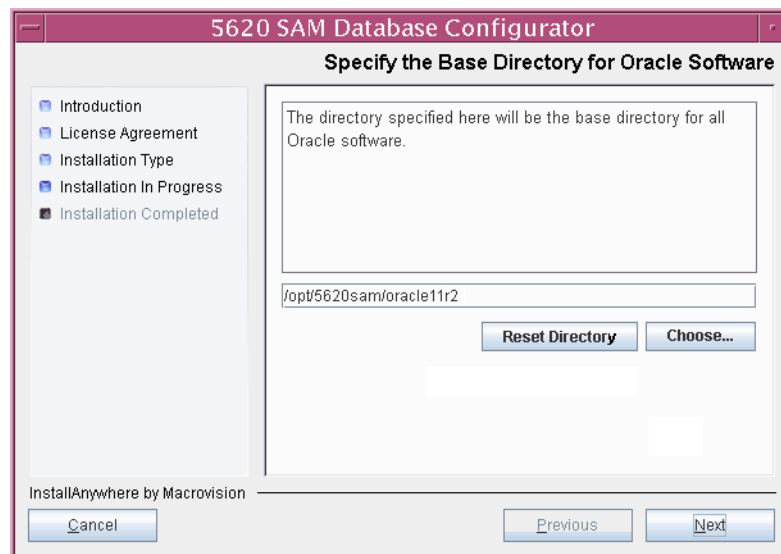 5620 SAM Database Configurator
Specify the Base Directory for Oracle Software
Introduction
License Agreement
Installation Type
Installation In Progress
Installation Completed
The directory specified here will be the base directory for all
Oracle software.
/opt/5620sam/oracle11r2
Reset Directory
Choose...
InstallAnywhere by Macrovision
Cancel
Previous
Next